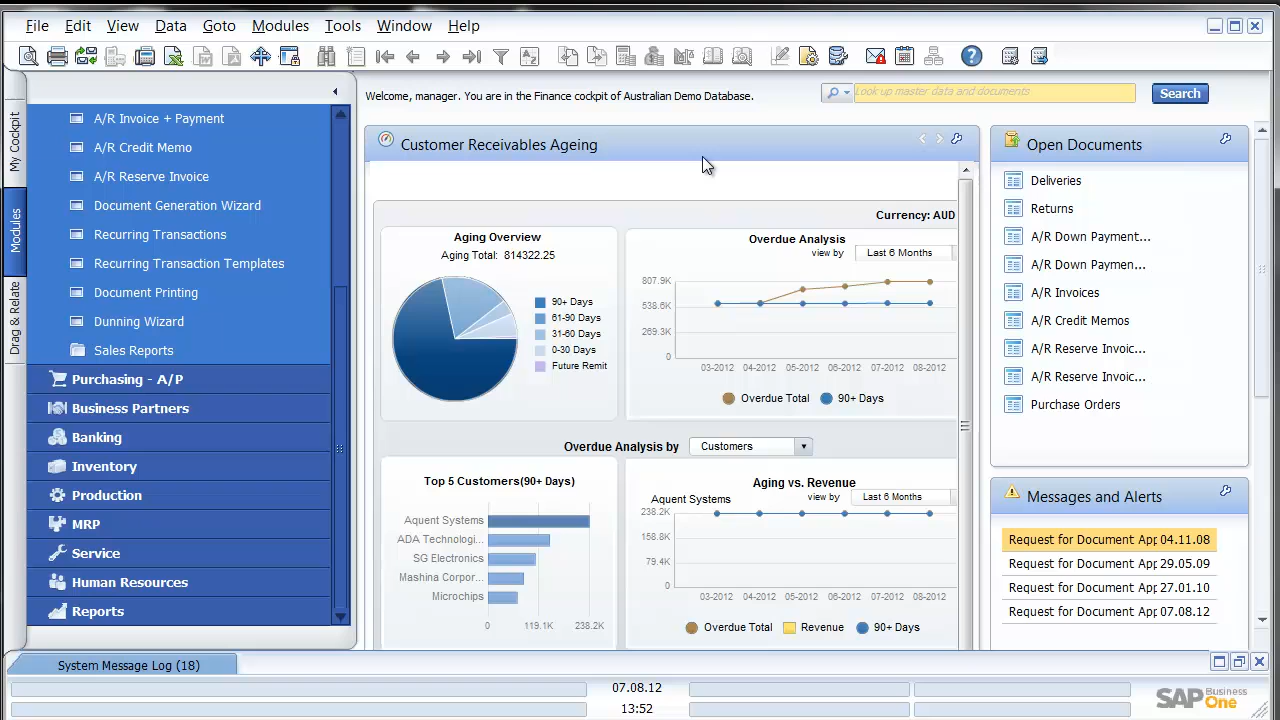 File Edit View Data Goto Modules Tools Window Help
Welcome, manager. You are in the Finance cockpit of Australian Demo Database.
Look up master data and documents
Search
My Cockpit
Modules
Drag & Relate
A/R Invoice + Payment
A/R Credit Memo
A/R Reserve Invoice
Document Generation Wizard
Recurring Transactions
Recurring Transaction Templates
Document Printing
Dunning Wizard
Sales Reports
Purchasing - A/P
Business Partners
Banking
Inventory
Production
MRP
Service
Human Resources
Reports
Customer Receivables Ageing
Currency: AUD
Aging Overview
Aging Total: 814322.25
90+ Days
61-90 Days
31-60 Days
0-30 Days
Future Remit
Overdue Analysis
view by Last 6 Months
807.9K
538.6K
269.3K
0
03-2012 04-2012 05-2012 06-2012 07-2012 08-2012
Overdue Total 90+ Days
Overdue Analysis by Customers
Top 5 Customers(90+ Days)
Aquent Systems
ADA Technologi...
SG Electronics
Mashina Corpor...
Microchips
0 119.1K 238.2K
Aging vs. Revenue
Aquent Systems view by Last 6 Months
238.2K
158.8K
79.4K
0
03-2012 04-2012 05-2012 06-2012 07-2012 08-2012
Overdue Total Revenue 90+ Days
Open Documents
Deliveries
Returns
A/R Down Payment...
A/R Down Paymen...
A/R Invoices
A/R Credit Memos
A/R Reserve Invoic...
A/R Reserve Invoic...
Purchase Orders
Messages and Alerts
Request for Document App 04.11.08
Request for Document App 29.05.09
Request for Document App 27.01.10
Request for Document App 07.08.12
System Message Log (18)
07.08.12
13:52
SAP Business One